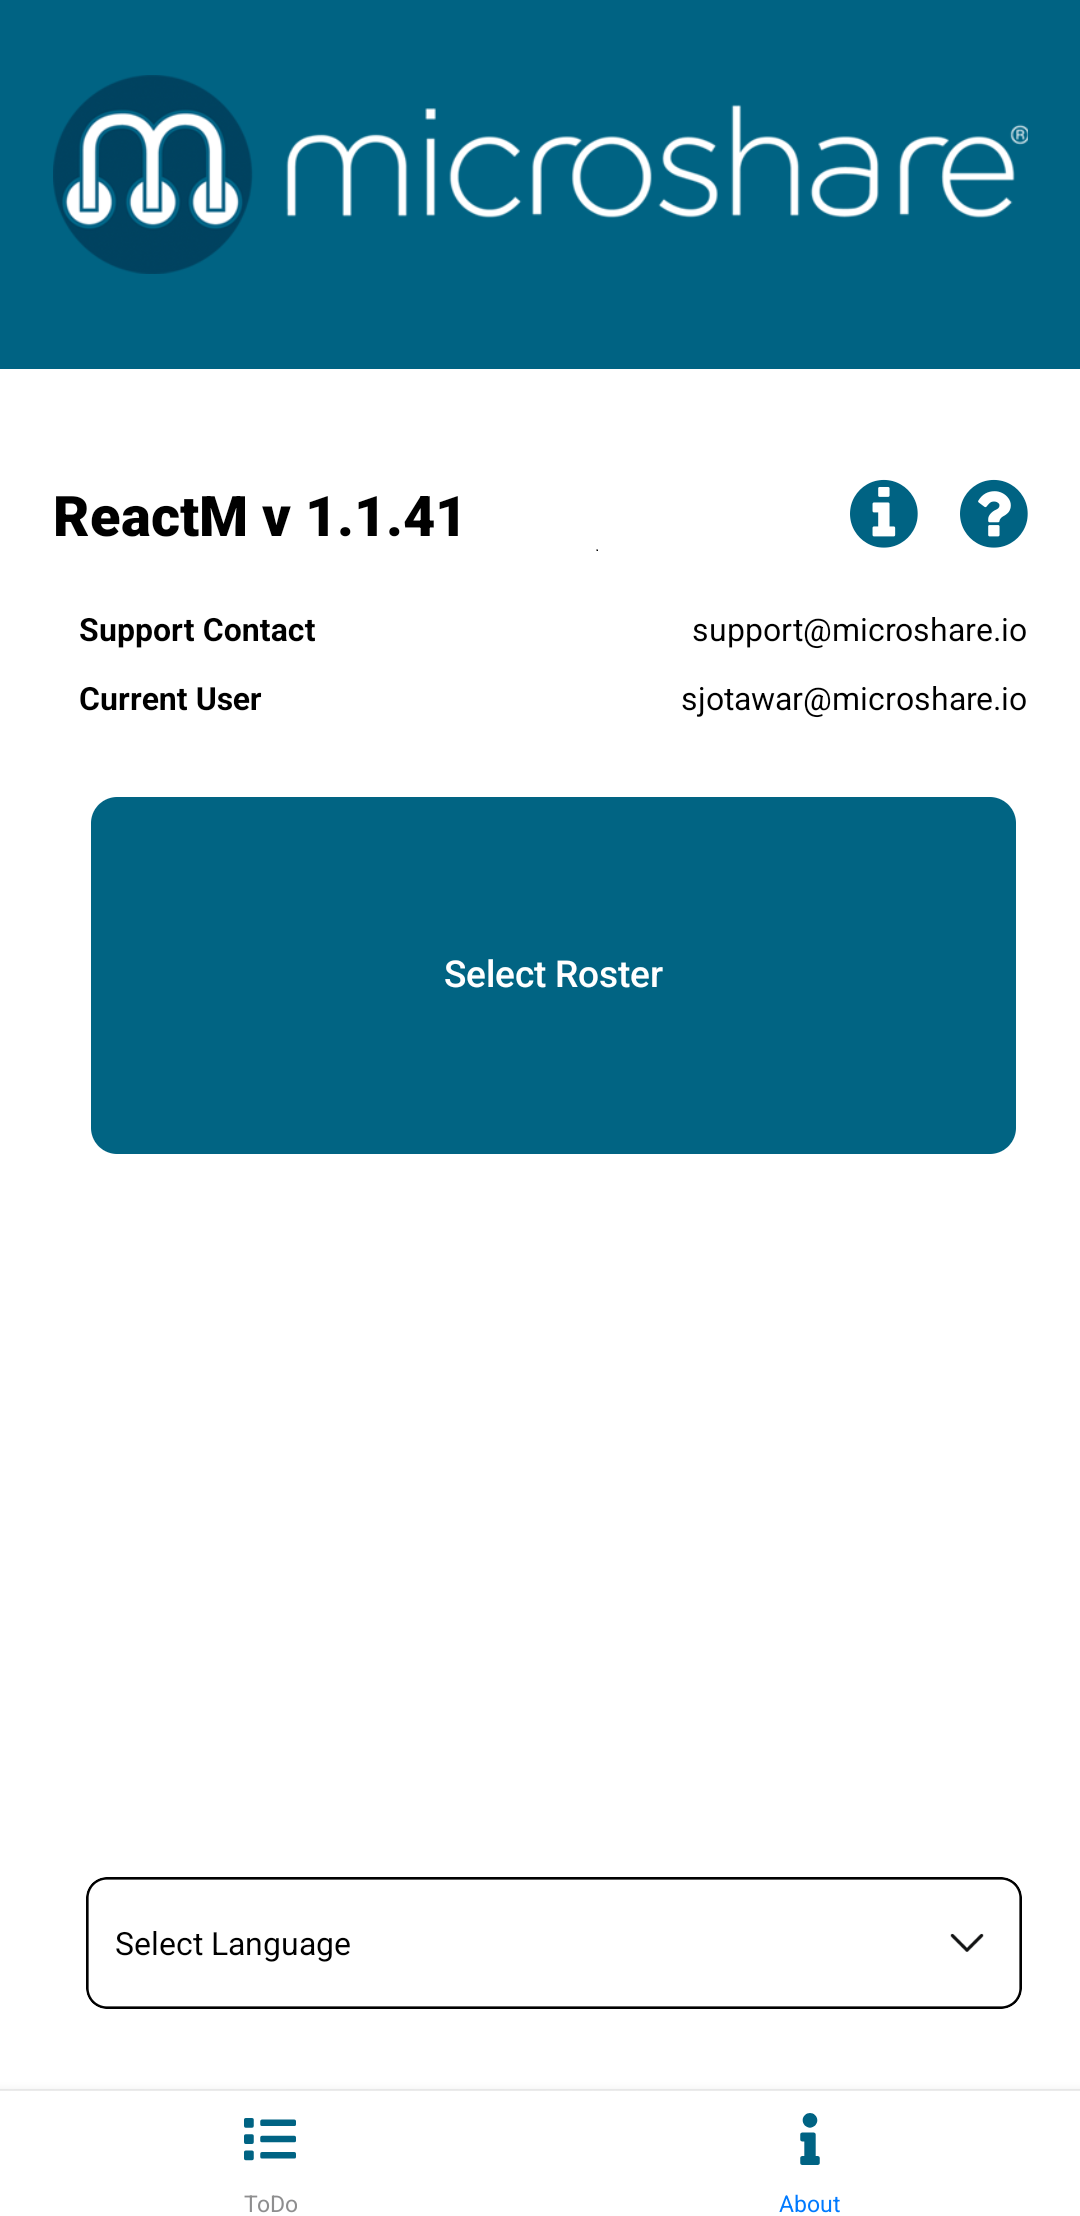 microshare®
ReactM v 1.1.41
Support Contact support@microshare.io
Current User sjotawar@microshare.io
Select Roster
Select Language
ToDo About